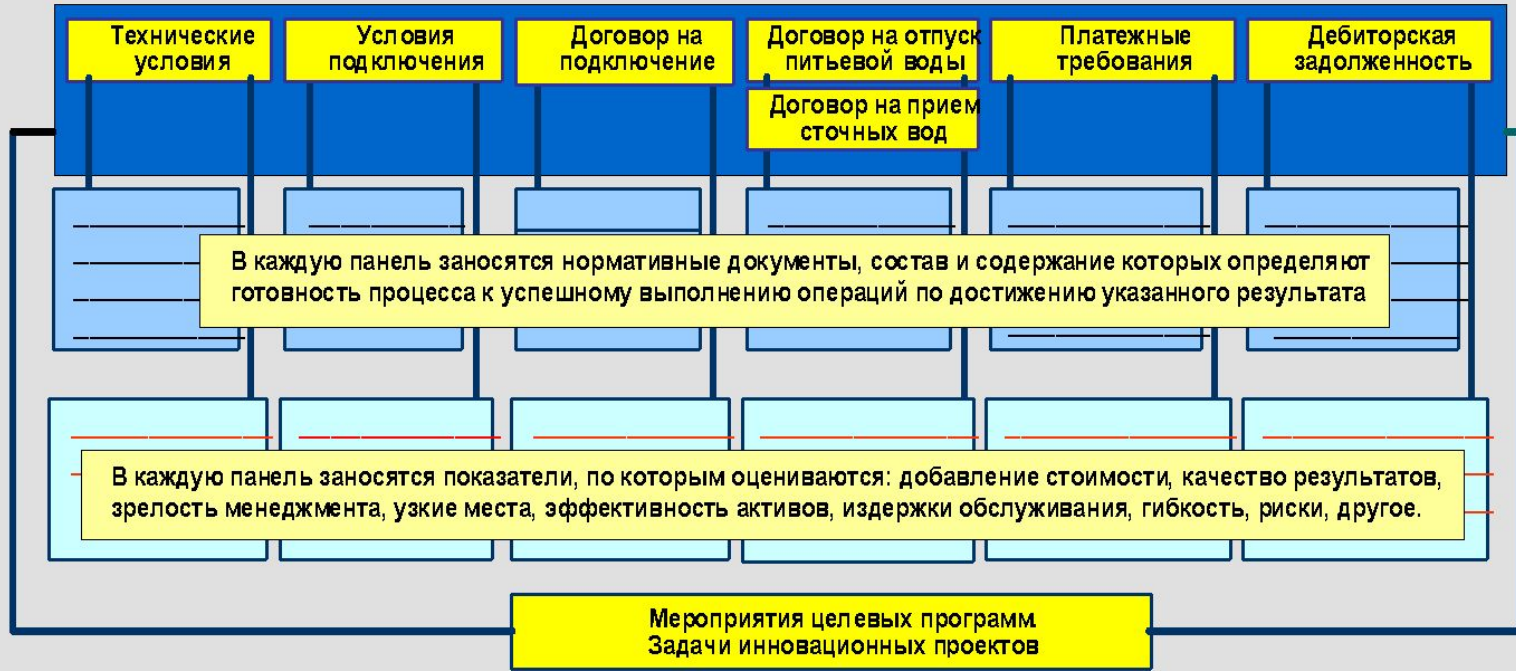 Технические
условия
Условия
подключения
Договор на
подключение
Договор на отпуск
питьевой воды
Договор на прием
сточных вод
Платежные
требования
Дебиторская
задолженность
В каждую панель заносятся нормативные документы, состав и содержание которых определяют
готовность процесса к успешному выполнению операций по достижению указанного результата
В каждую панель заносятся показатели, по которым оцениваются: добавление стоимости, качество результатов,
зрелость менеджмента, узкие места, эффективность активов, издержки обслуживания, гибкость, риски, другое.
Мероприятия целевых программ.
Задачи инновационных проектов